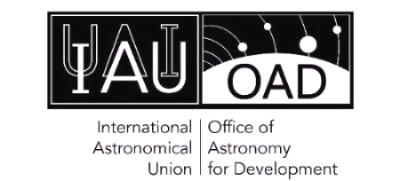 IAU
OAD
International
Astronomical
Union
Office of
Astronomy
for Development